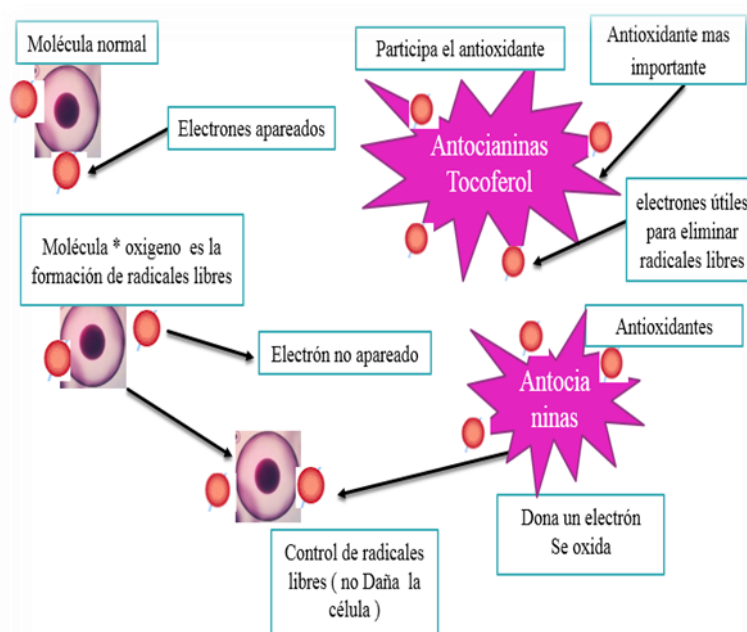 Molécula normal
Electrones apareados
Participa el antioxidante
Antioxidante mas
importante
Antocianinas
Tocoferol
electrones útiles
para eliminar
radicales libres
Molécula * oxigeno es la
formación de radicales libres
Electrón no apareado
Antioxidantes
Antocia
ninas
Dona un electrón
Se oxida
Control de radicales
libres ( no Daña la
célula )